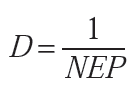 D = 1/NEP